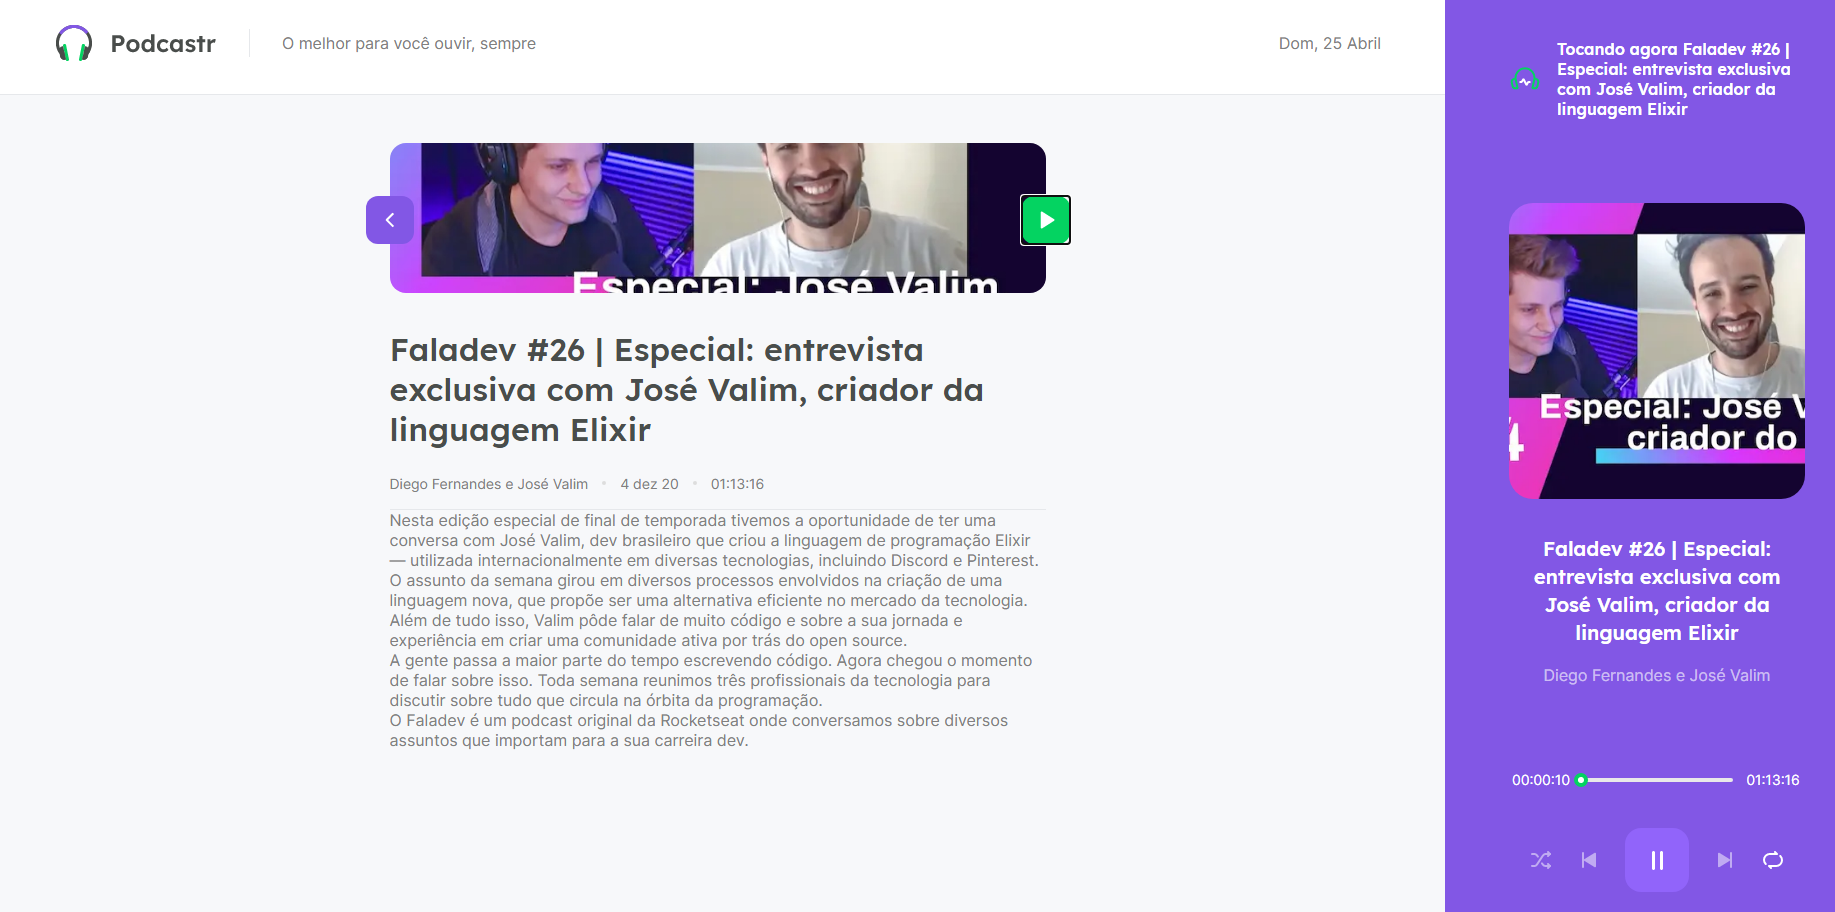 Podcastr
O melhor para você ouvir, sempre
Dom, 25 Abril
Especial: José Valim
Faladev #26 | Especial: entrevista
exclusiva com José Valim, criador da
linguagem Elixir
Diego Fernandes e José Valim • 4 dez 20 • 01:13:16
Nesta edição especial de final de temporada tivemos a oportunidade de ter uma
conversa com José Valim, dev brasileiro que criou a linguagem de programação Elixir
— utilizada internacionalmente em diversas tecnologias, incluindo Discord e Pinterest.
O assunto da semana girou em diversos processos envolvidos na criação de uma
linguagem nova, que propõe ser uma alternativa eficiente no mercado da tecnologia.
Além de tudo isso, Valim pôde falar de muito código e sobre a sua jornada e
experiência em criar uma comunidade ativa por trás do open source.
A gente passa a maior parte do tempo escrevendo código. Agora chegou o momento
de falar sobre isso. Toda semana reunimos três profissionais da tecnologia para
discutir sobre tudo que circula na órbita da programação.
O Faladev é um podcast original da Rocketseat onde conversamos sobre diversos
assuntos que importam para a sua carreira dev.
Tocando agora Faladev #26 |
Especial: entrevista exclusiva
com José Valim, criador da
linguagem Elixir
Especial: José V
criador do
4
Faladev #26 | Especial:
entrevista exclusiva com
José Valim, criador da
linguagem Elixir
Diego Fernandes e José Valim
00:00:10
01:13:16